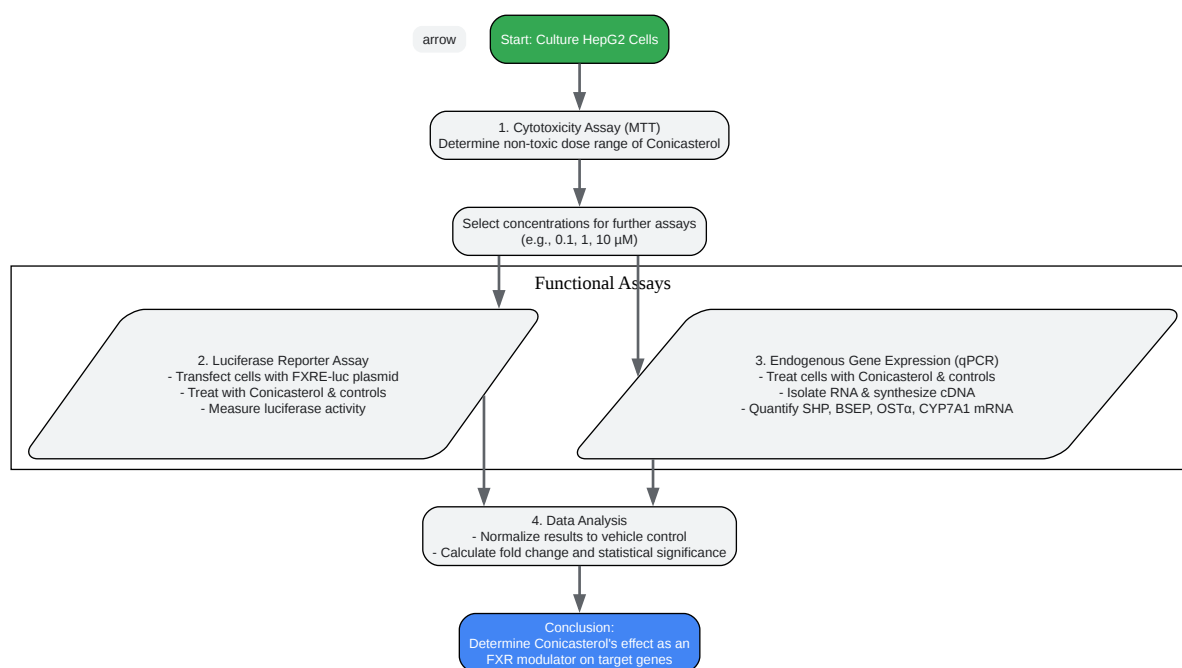 arrow
Start: Culture HepG2 Cells
1. Cytotoxicity Assay (MTT)
Determine non-toxic dose range of Conicasterol
Select concentrations for further assays
(e.g., 0.1, 1, 10 µM)
Functional Assays
2. Luciferase Reporter Assay
- Transfect cells with FXRE-luc plasmid
- Treat with Conicasterol & controls
- Measure luciferase activity
3. Endogenous Gene Expression (qPCR)
- Treat cells with Conicasterol & controls
- Isolate RNA & synthesize cDNA
- Quantify SHP, BSEP, OSTα, CYP7A1 mRNA
4. Data Analysis
- Normalize results to vehicle control
- Calculate fold change and statistical significance
Conclusion:
Determine Conicasterol's effect as an
FXR modulator on target genes